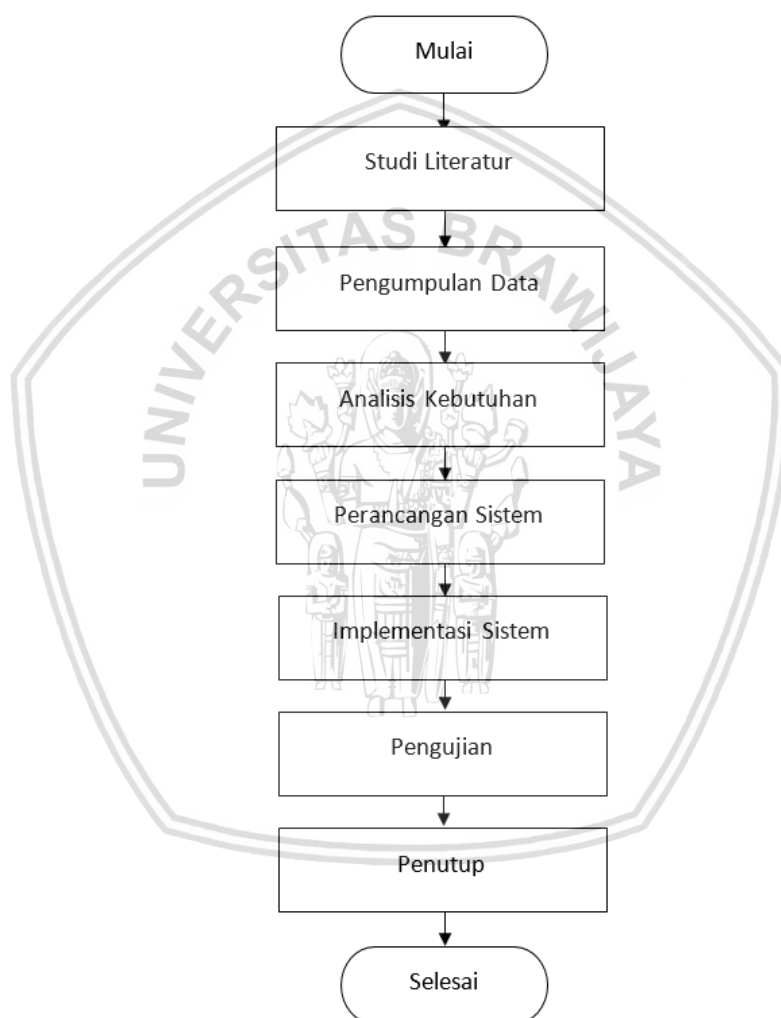 Mulai
Studi Literatur
UNIVERSITAS BRAWIJAYA
Pengumpulan Data
Analisis Kebutuhan
Perancangan Sistem
Implementasi Sistem
Pengujian
Penutup
Selesai